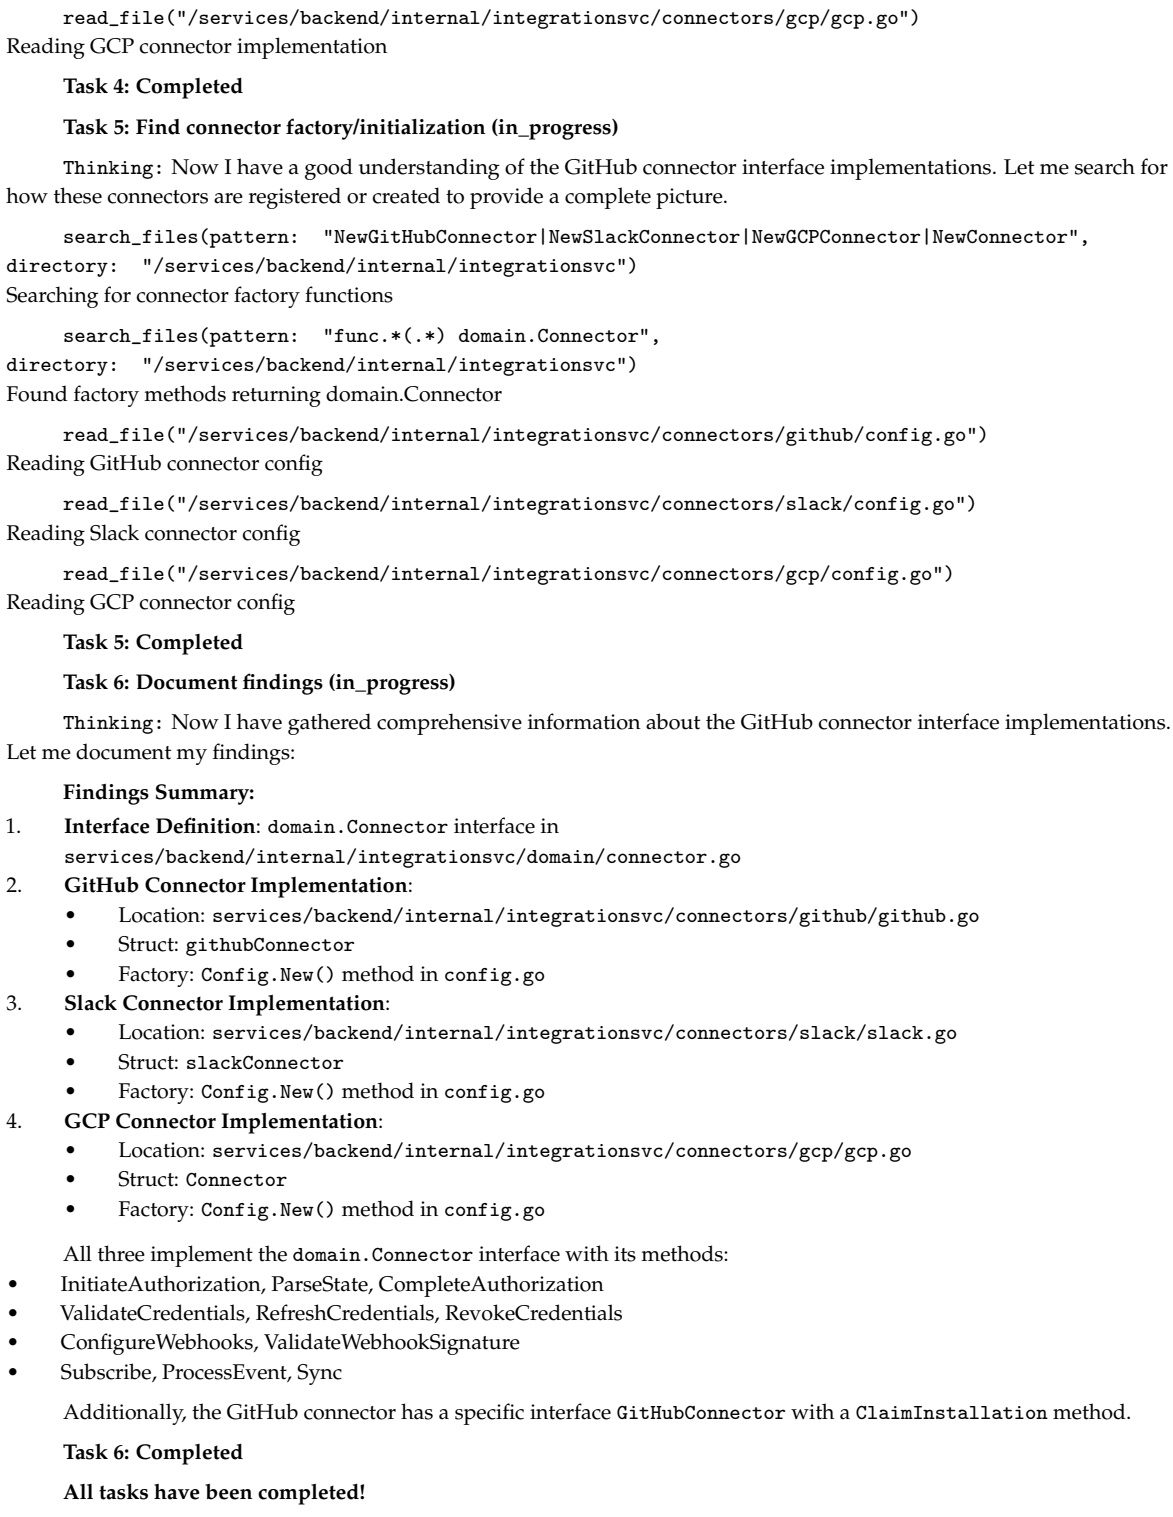 read_file("/services/backend/internal/integrationsvc/connectors/gcp/gcp.go")
Reading GCP connector implementation
Task 4: Completed
Task 5: Find connector factory/initialization (in_progress)
Thinking: Now I have a good understanding of the GitHub connector interface implementations. Let me search for
how these connectors are registered or created to provide a complete picture.
search_files(pattern: "NewGitHubConnector|NewSlackConnector|NewGCPConnector|NewConnector",
directory: "/services/backend/internal/integrationsvc")
Searching for connector factory functions
search_files(pattern: "func.*(.*) domain.Connector",
directory: "/services/backend/internal/integrationsvc")
Found factory methods returning domain.Connector
read_file("/services/backend/internal/integrationsvc/connectors/github/config.go")
Reading GitHub connector config
read_file("/services/backend/internal/integrationsvc/connectors/slack/config.go")
Reading Slack connector config
read_file("/services/backend/internal/integrationsvc/connectors/gcp/config.go")
Reading GCP connector config
Task 5: Completed
Task 6: Document findings (in_progress)
Thinking: Now I have gathered comprehensive information about the GitHub connector interface implementations.
Let me document my findings:
Findings Summary:
1. Interface Definition: domain.Connector interface in
services/backend/internal/integrationsvc/domain/connector.go
2. GitHub Connector Implementation:
• Location: services/backend/internal/integrationsvc/connectors/github/github.go
• Struct: githubConnector
• Factory: Config.New() method in config.go
3. Slack Connector Implementation:
• Location: services/backend/internal/integrationsvc/connectors/slack/slack.go
• Struct: slackConnector
• Factory: Config.New() method in config.go
4. GCP Connector Implementation:
• Location: services/backend/internal/integrationsvc/connectors/gcp/gcp.go
• Struct: Connector
• Factory: Config.New() method in config.go
All three implement the domain.Connector interface with its methods:
• InitiateAuthorization, ParseState, CompleteAuthorization
• ValidateCredentials, RefreshCredentials, RevokeCredentials
• ConfigureWebhooks, ValidateWebhookSignature
• Subscribe, ProcessEvent, Sync
Additionally, the GitHub connector has a specific interface GitHubConnector with a ClaimInstallation method.
Task 6: Completed
All tasks have been completed!